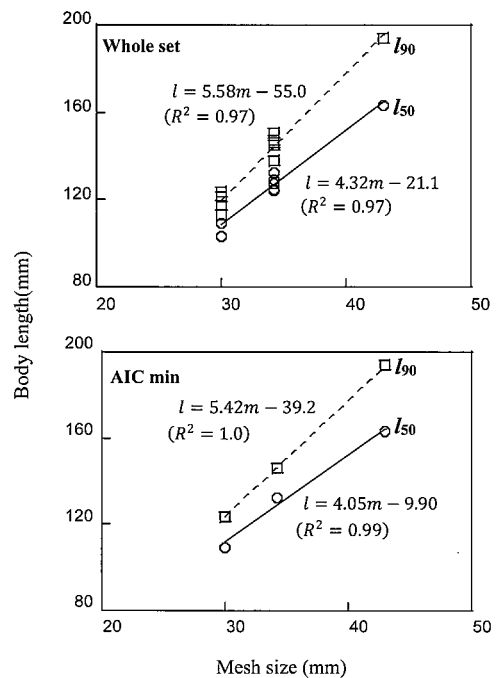 200
Whole set
l90
l = 5.58m − 55.0
(R² = 0.97)
l50
160
l = 4.32m − 21.1
(R² = 0.97)
120
80
20
30
40
50
Body length(mm)
200
AIC min
l90
l = 5.42m − 39.2
(R² = 1.0)
l50
160
l = 4.05m − 9.90
(R² = 0.99)
120
80
20
30
40
50
Mesh size (mm)